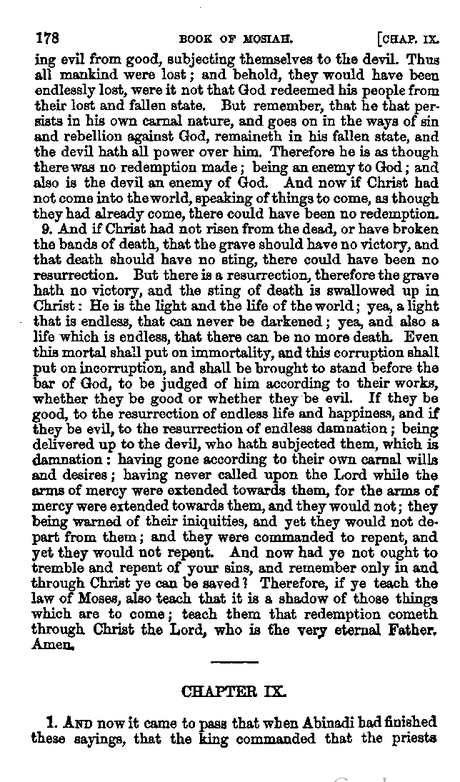 178 BOOK OF MOSIAH. [CHAP. IX.
ing evil from good, subjecting themselves to the devil. Thus
all mankind were lost; and behold, they would have been
endlessly lost, were it not that God redeemed his people from
their lost and fallen state. But remember, that he that per-
sists in his own carnal nature, and goes on in the ways of sin
and rebellion against God, remaineth in his fallen state, and
the devil hath all power over him. Therefore he is as though
there was no redemption made; being an enemy to God; and
also is the devil an enemy of God. And now if Christ had
not come into the world, speaking of things to come, as though
they had already come, there could have been no redemption.
9. And if Christ had not risen from the dead, or have broken
the bands of death, that the grave should have no victory, and
that death should have no sting, there could have been no
resurrection. But there is a resurrection, therefore the grave
hath no victory, and the sting of death is swallowed up in
Christ: He is the light and the life of the world; yea, a light
that is endless, that can never be darkened; yea, and also a
life which is endless, that there can be no more death. Even
this mortal shall put on immortality, and this corruption shall
put on incorruption, and shall be brought to stand before the
bar of God, to be judged of him according to their works,
whether they be good or whether they be evil. If they be
good, to the resurrection of endless life and happiness, and if
they be evil, to the resurrection of endless damnation; being
delivered up to the devil, who hath subjected them, which is
damnation: having gone according to their own carnal wills
and desires; having never called upon the Lord while the
arms of mercy were extended towards them, for the arms of
mercy were extended towards them, and they would not; they
being warned of their iniquities, and yet they would not de-
part from them; and they were commanded to repent, and
yet they would not repent. And now had ye not ought to
tremble and repent of your sins, and remember only in and
through Christ ye can be saved? Therefore, if ye teach the
law of Moses, also teach that it is a shadow of those things
which are to come; teach them that redemption cometh
through Christ the Lord, who is the very eternal Father.
Amen.
CHAPTER IX.
1. AND now it came to pass that when Abinadi had finished
these sayings, that the king commanded that the priests